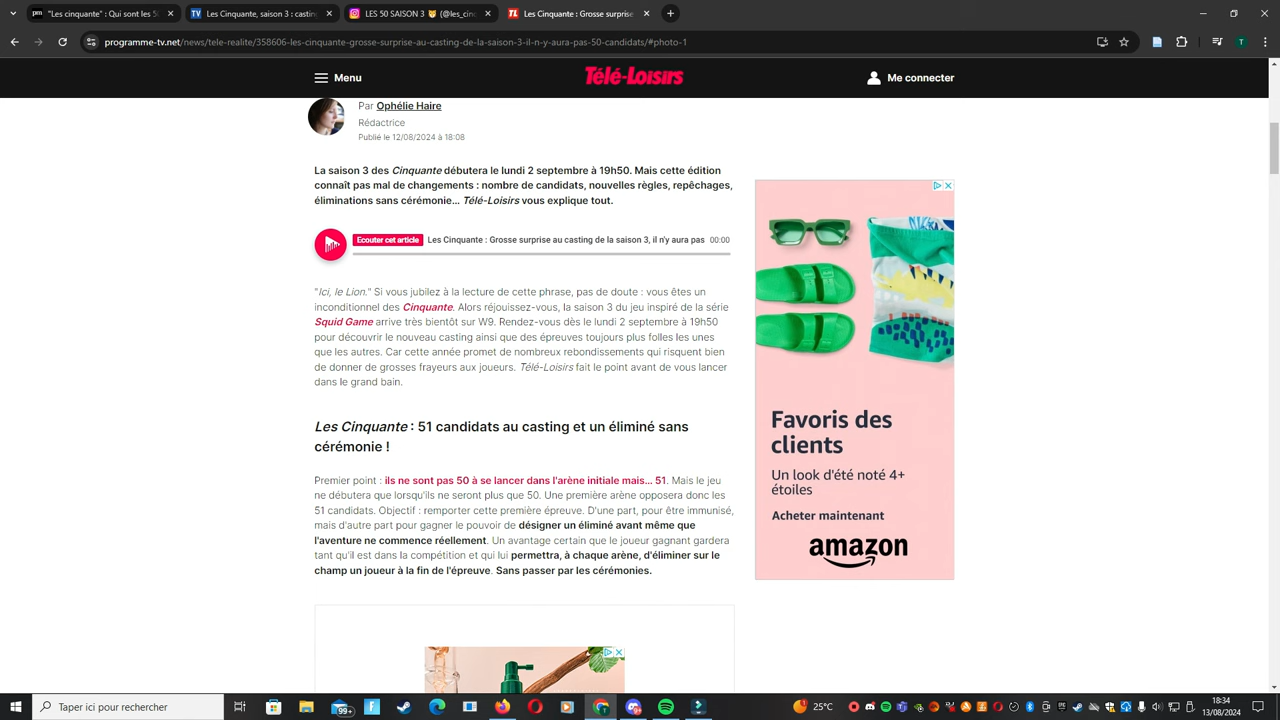 "Les cinquante" : Qui sont les 50
Les Cinquante, saison 3 : casting
LES 50 SAISON 3 🦁 (@les_cinq
Les Cinquante : Grosse surprise
programme-tv.net/news/tele-realite/358606-les-cinquante-grosse-surprise-au-casting-de-la-saison-3-il-n-y-aura-pas-50-candidats/#photo-1
Menu
Télé-Loisirs
Me connecter
Par Ophélie Haire
Rédactrice
Publié le 12/08/2024 à 18:08
La saison 3 des Cinquante débutera le lundi 2 septembre à 19h50. Mais cette édition
connaît pas mal de changements : nombre de candidats, nouvelles règles, repêchages,
éliminations sans cérémonie... Télé-Loisirs vous explique tout.
Ecouter cet article Les Cinquante : Grosse surprise au casting de la saison 3, il n'y aura pas 00:00
"Ici, le Lion." Si vous jubilez à la lecture de cette phrase, pas de doute : vous êtes un
inconditionnel des Cinquante. Alors réjouissez-vous, la saison 3 du jeu inspiré de la série
Squid Game arrive très bientôt sur W9. Rendez-vous dès le lundi 2 septembre à 19h50
pour découvrir le nouveau casting ainsi que des épreuves toujours plus folles les unes
que les autres. Car cette année promet de nombreux rebondissements qui risquent bien
de donner de grosses frayeurs aux joueurs. Télé-Loisirs fait le point avant de vous lancer
dans le grand bain.
Les Cinquante : 51 candidats au casting et un éliminé sans
cérémonie !
Premier point : ils ne sont pas 50 à se lancer dans l'arène initiale mais... 51. Mais le jeu
ne débutera que lorsqu'ils ne seront plus que 50. Une première arène opposera donc les
51 candidats. Objectif : remporter cette première épreuve. D'une part, pour être immunisé,
mais d'autre part pour gagner le pouvoir de désigner un éliminé avant même que
l'aventure ne commence réellement. Un avantage certain que le joueur gagnant gardera
tant qu'il est dans la compétition et qui lui permettra, à chaque arène, d'éliminer sur le
champ un joueur à la fin de l'épreuve. Sans passer par les cérémonies.
Favoris des
clients
Un look d'été noté 4+
étoiles
Acheter maintenant
amazon
Taper ici pour rechercher
99+
25°C
18:34
13/08/2024